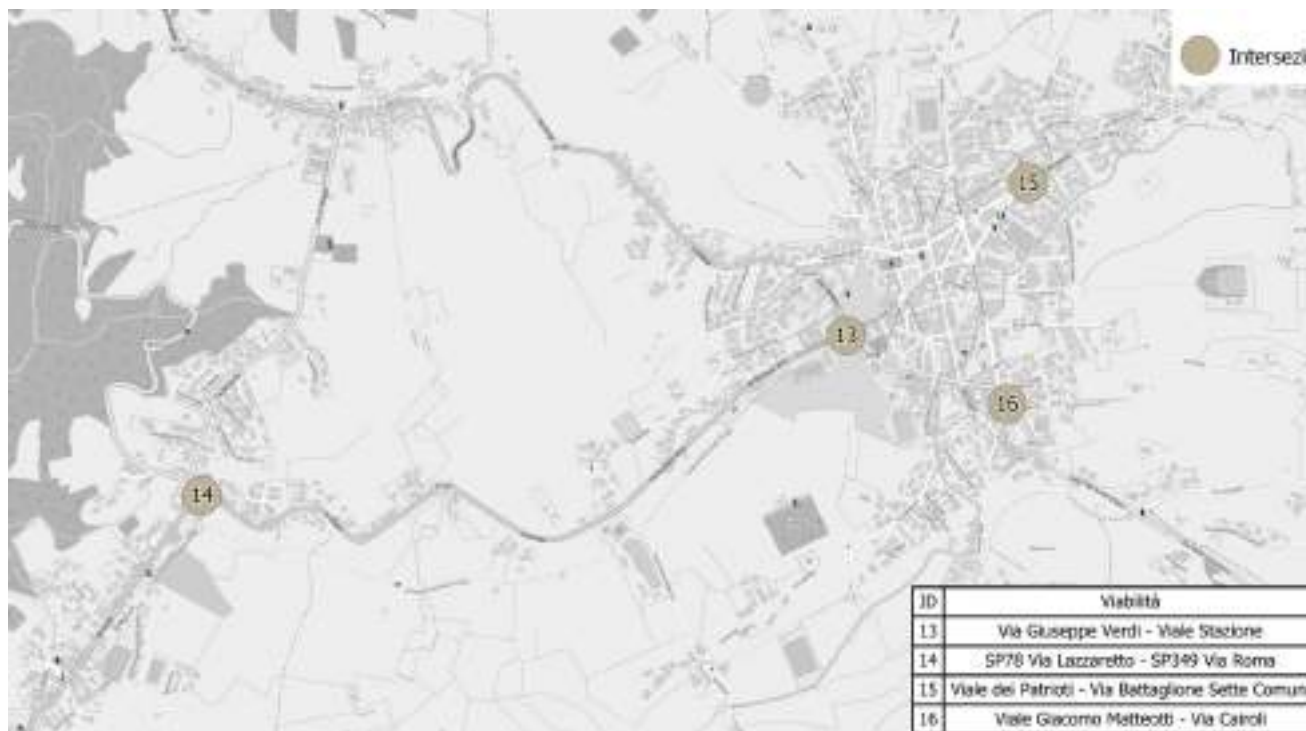 Intersezi
15
13
16
14
ID Viabilità
13 Via Giuseppe Verdi - Viale Stazione
14 SP78 Via Lazzaretto - SP349 Via Roma
15 Viale dei Patrioti - Via Battaglione Sette Comun
16 Viale Giacomo Matteotti - Via Cairoli